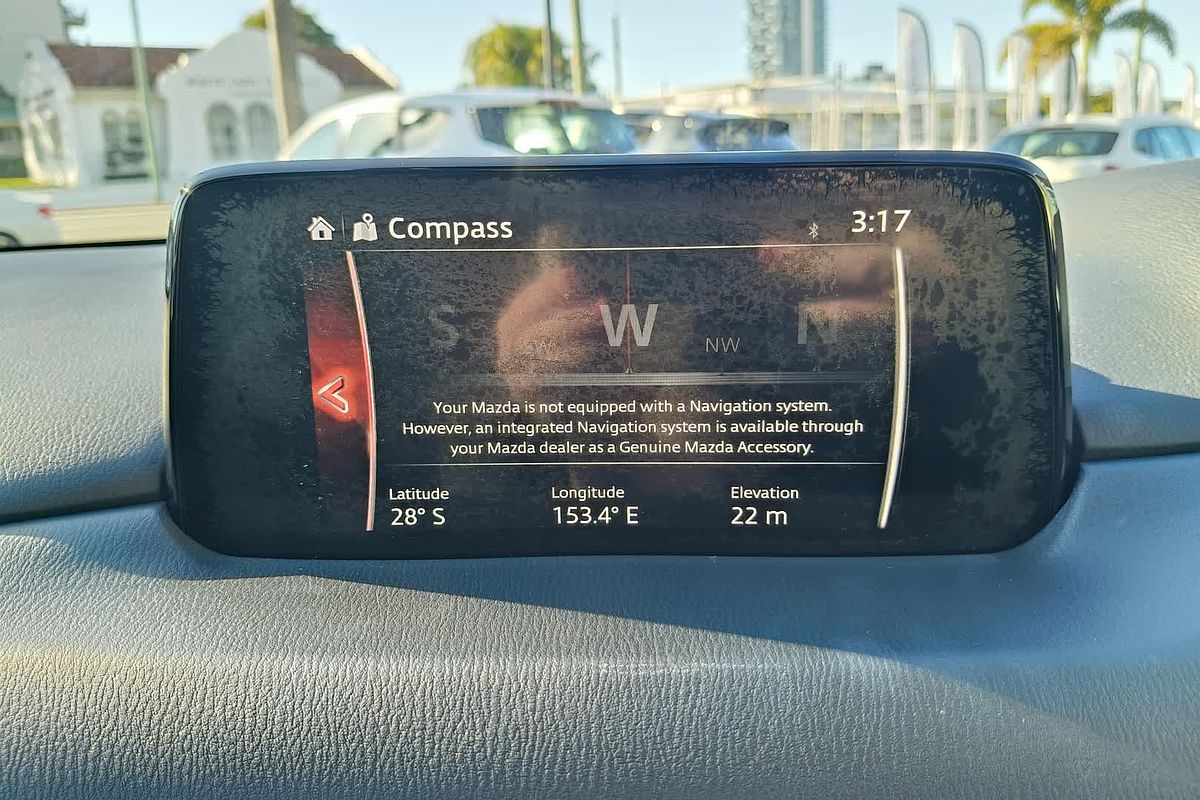 Compass
3:17
S
W
N
NW
Your Mazda is not equipped with a Navigation system.
However, an integrated Navigation system is available through
your Mazda dealer as a Genuine Mazda Accessory.
Latitude Longitude Elevation
28° S 153.4° E 22 m